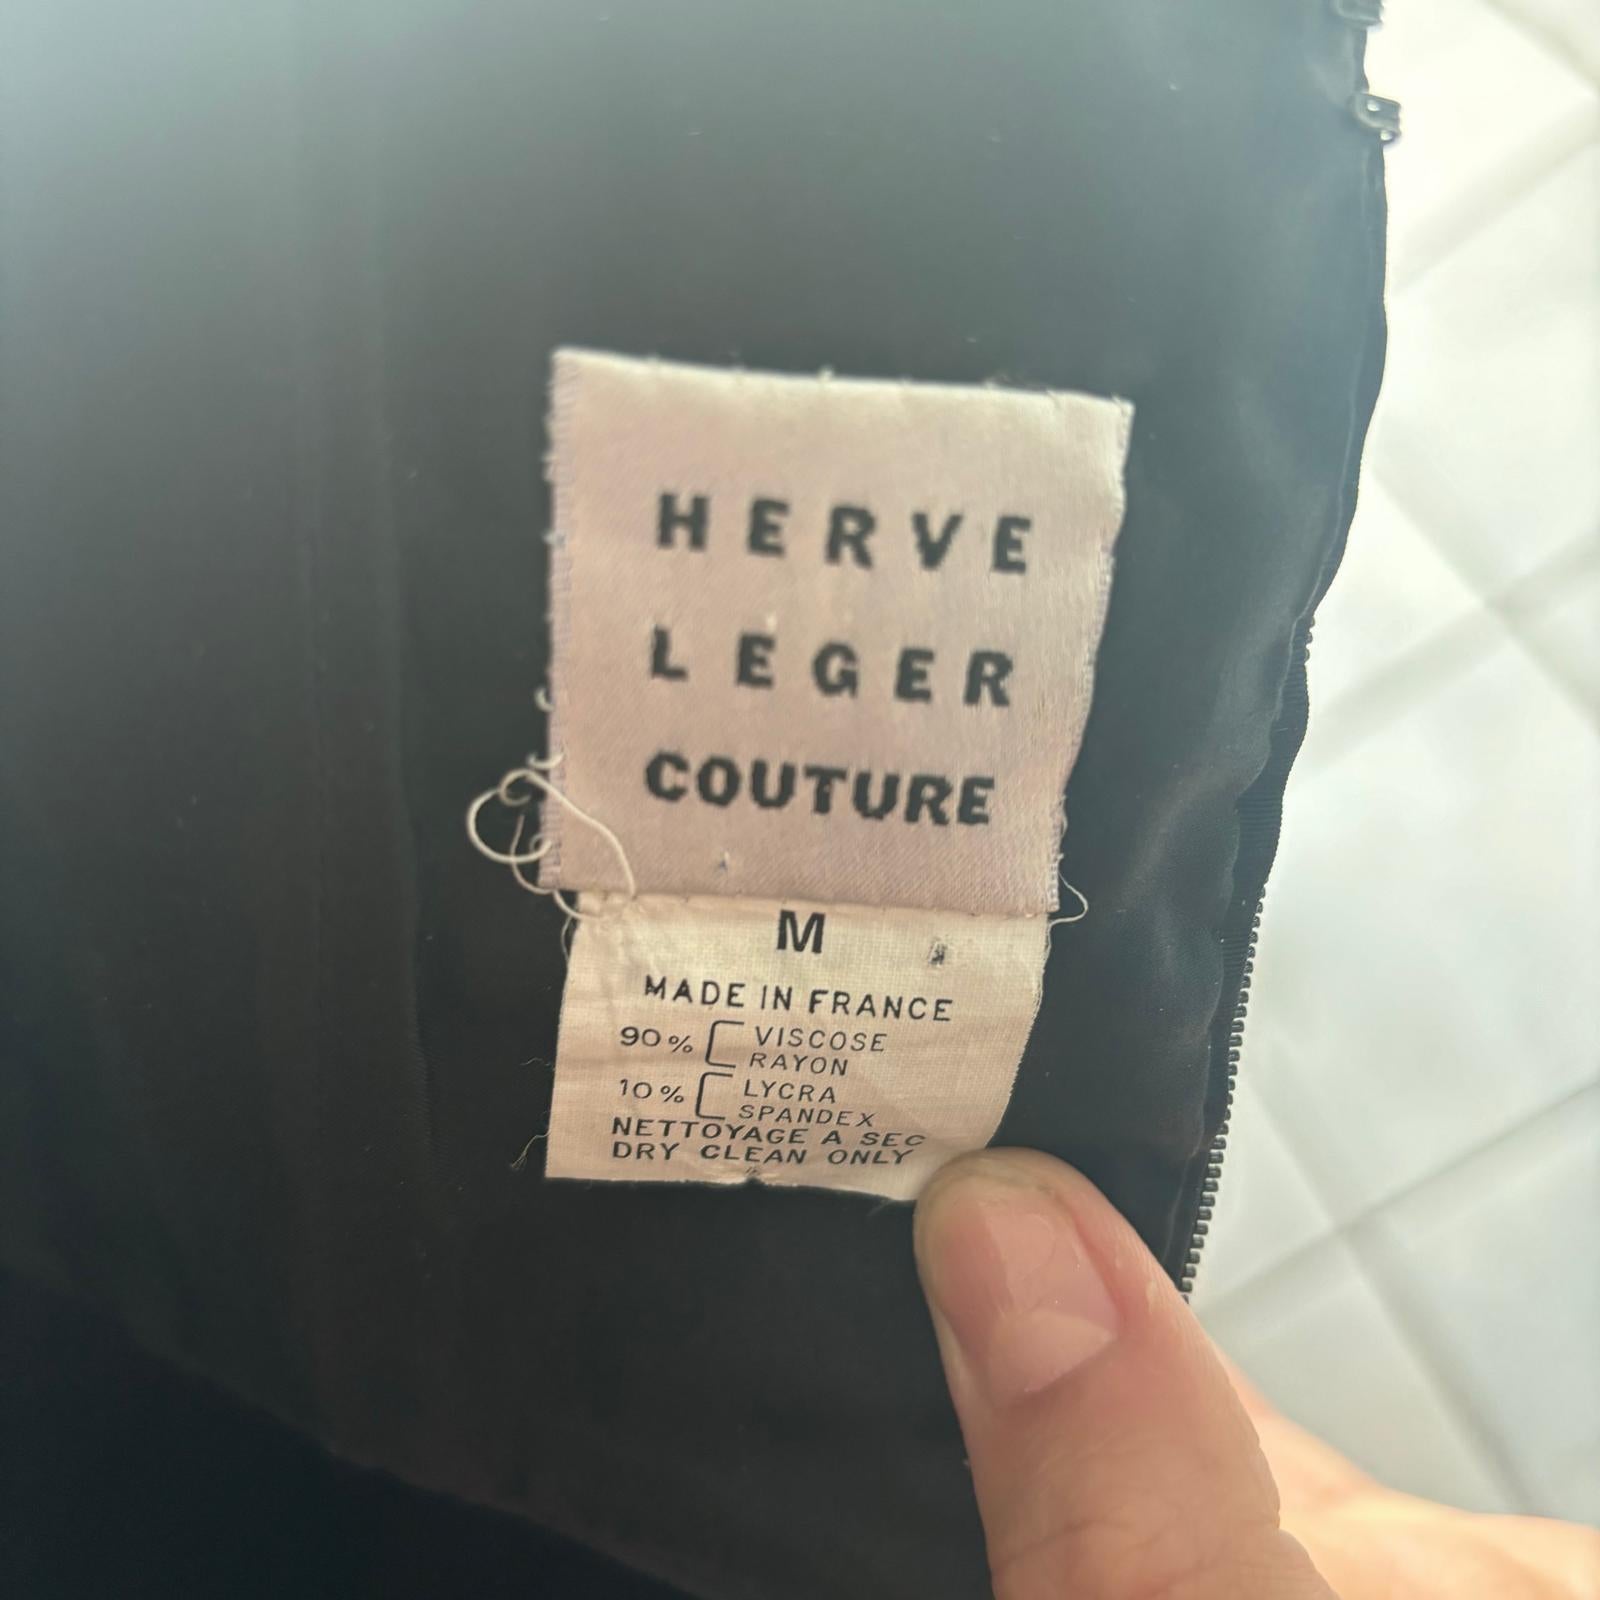 HERVE
LEGER
COUTURE
M
MADE IN FRANCE
90% [ VISCOSE
RAYON
10% [ LYCRA
SPANDEX
NETTOYAGE A SEC
DRY CLEAN ONLY